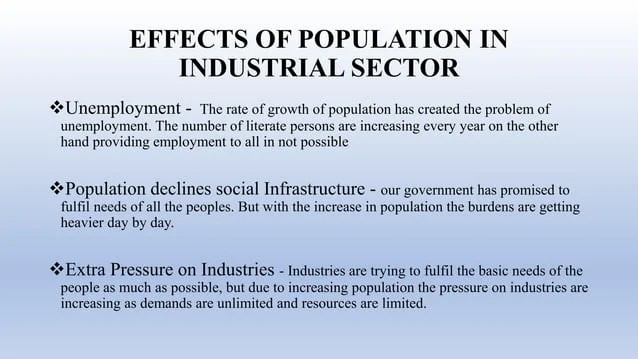 EFFECTS OF POPULATION IN
INDUSTRIAL SECTOR
❖Unemployment - The rate of growth of population has created the problem of
unemployment. The number of literate persons are increasing every year on the other
hand providing employment to all in not possible
❖Population declines social Infrastructure - our government has promised to
fulfil needs of all the peoples. But with the increase in population the burdens are getting
heavier day by day.
❖Extra Pressure on Industries - Industries are trying to fulfil the basic needs of the
people as much as possible, but due to increasing population the pressure on industries are
increasing as demands are unlimited and resources are limited.